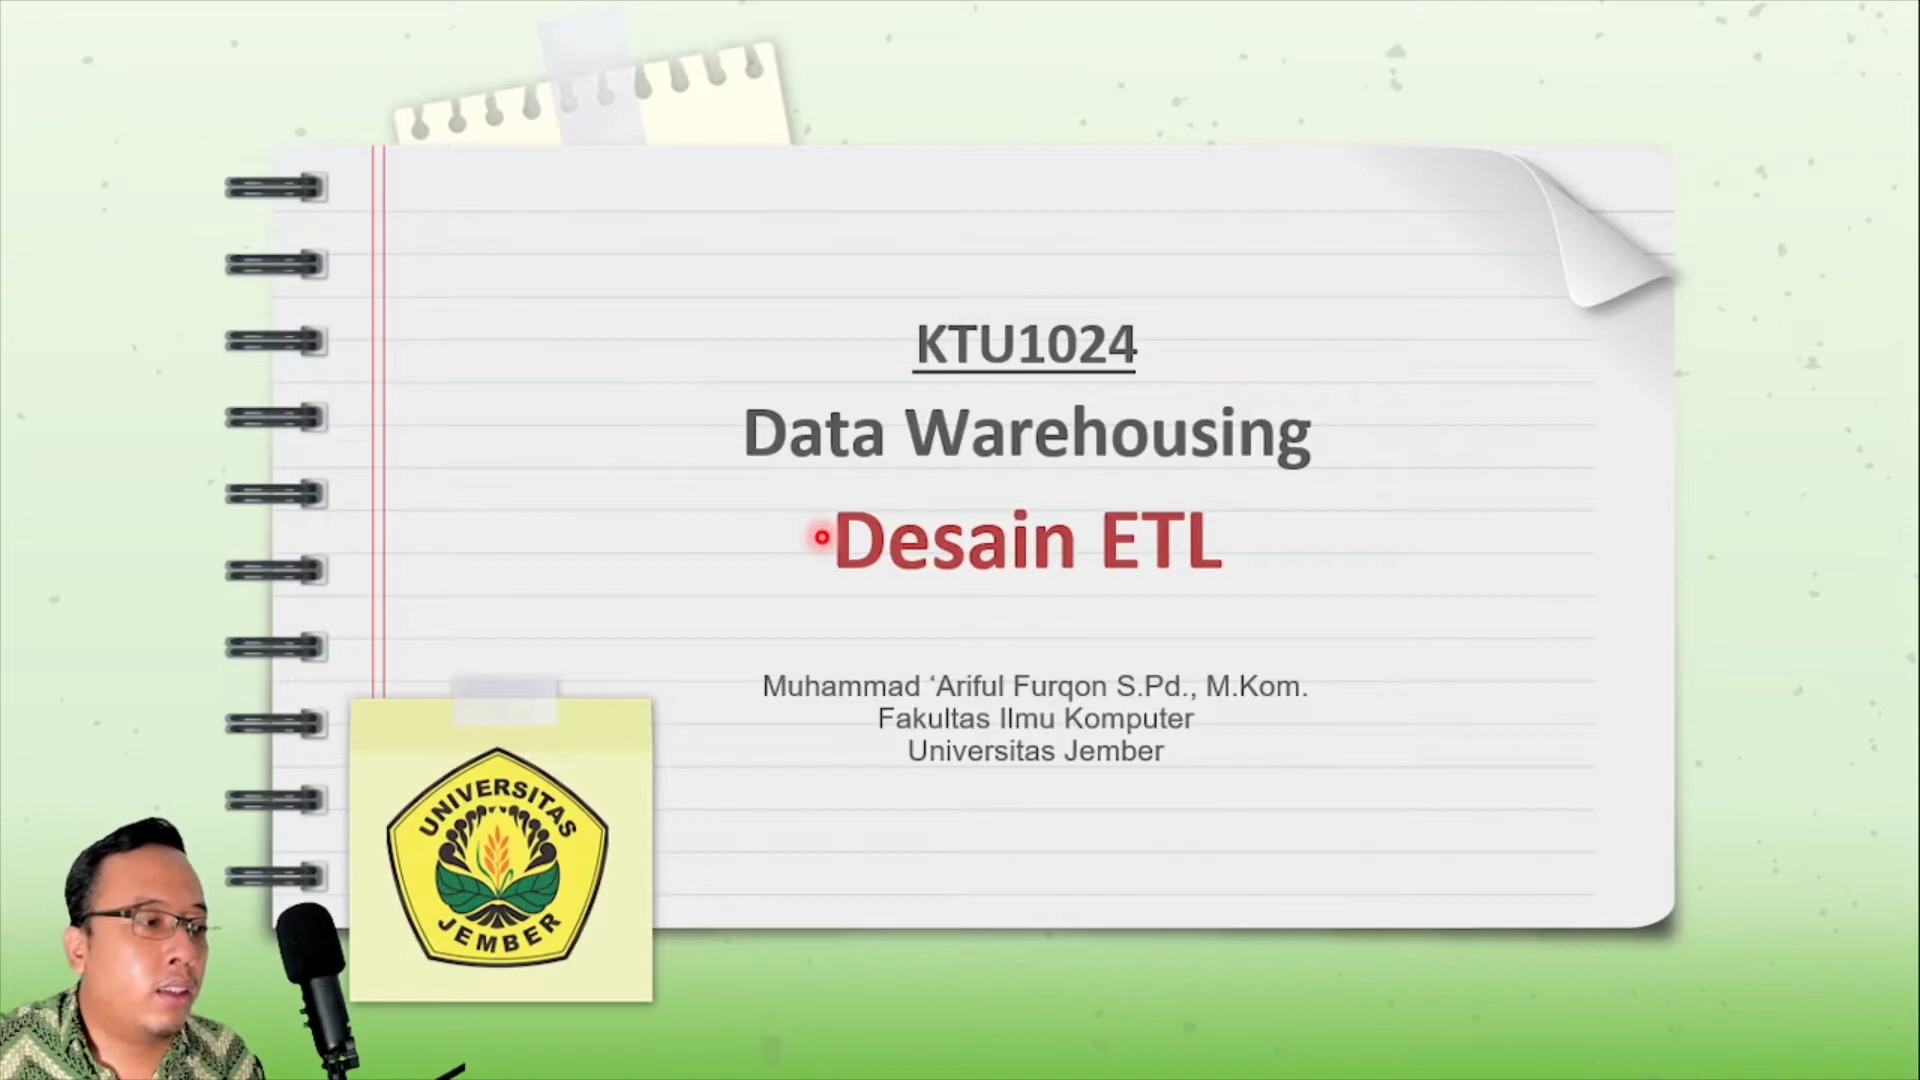 KTU1024
Data Warehousing
Desain ETL
Muhammad ‘Ariful Furqon S.Pd., M.Kom.
Fakultas Ilmu Komputer
Universitas Jember
UNIVERSITAS
JEMBER